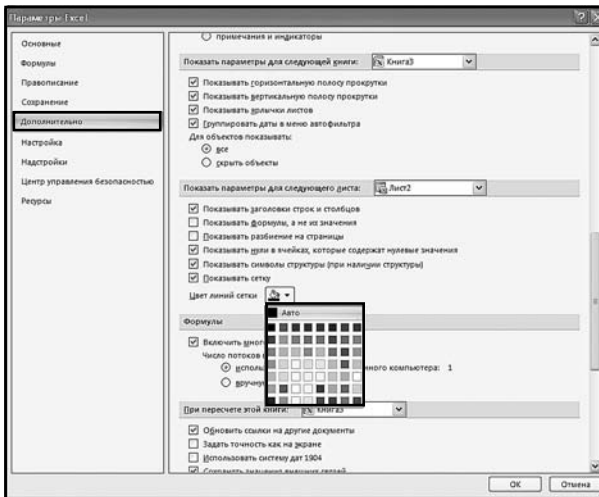 Параметры Excel
Основные
Формулы
Правописание
Сохранение
Дополнительно
Настройка
Надстройки
Центр управления безопасностью
Ресурсы
примечания и индикаторы
Показать параметры для следующей книги: Книга3
Показывать горизонтальную полосу прокрутки
Показывать вертикальную полосу прокрутки
Показывать ярлычки листов
Группировать даты в меню автофильтра
Для объектов показывать:
все
скрыть объекты
Показать параметры для следующего листа: Лист2
Показывать заголовки строк и столбцов
Показывать формулы, а не их значения
Показывать разбиение на страницы
Показывать нули в ячейках, которые содержат нулевые значения
Показывать символы структуры (при наличии структуры)
Показывать сетку
Цвет линий сетки
Авто
Формулы
Включить
Число потоков
компьютера: 1
При пересчете этой книги: Книга3
Обновить ссылки на другие документы
Задать точность как на экране
Использовать систему дат 1904
Сохранять значения внешних связей
OK Отмена